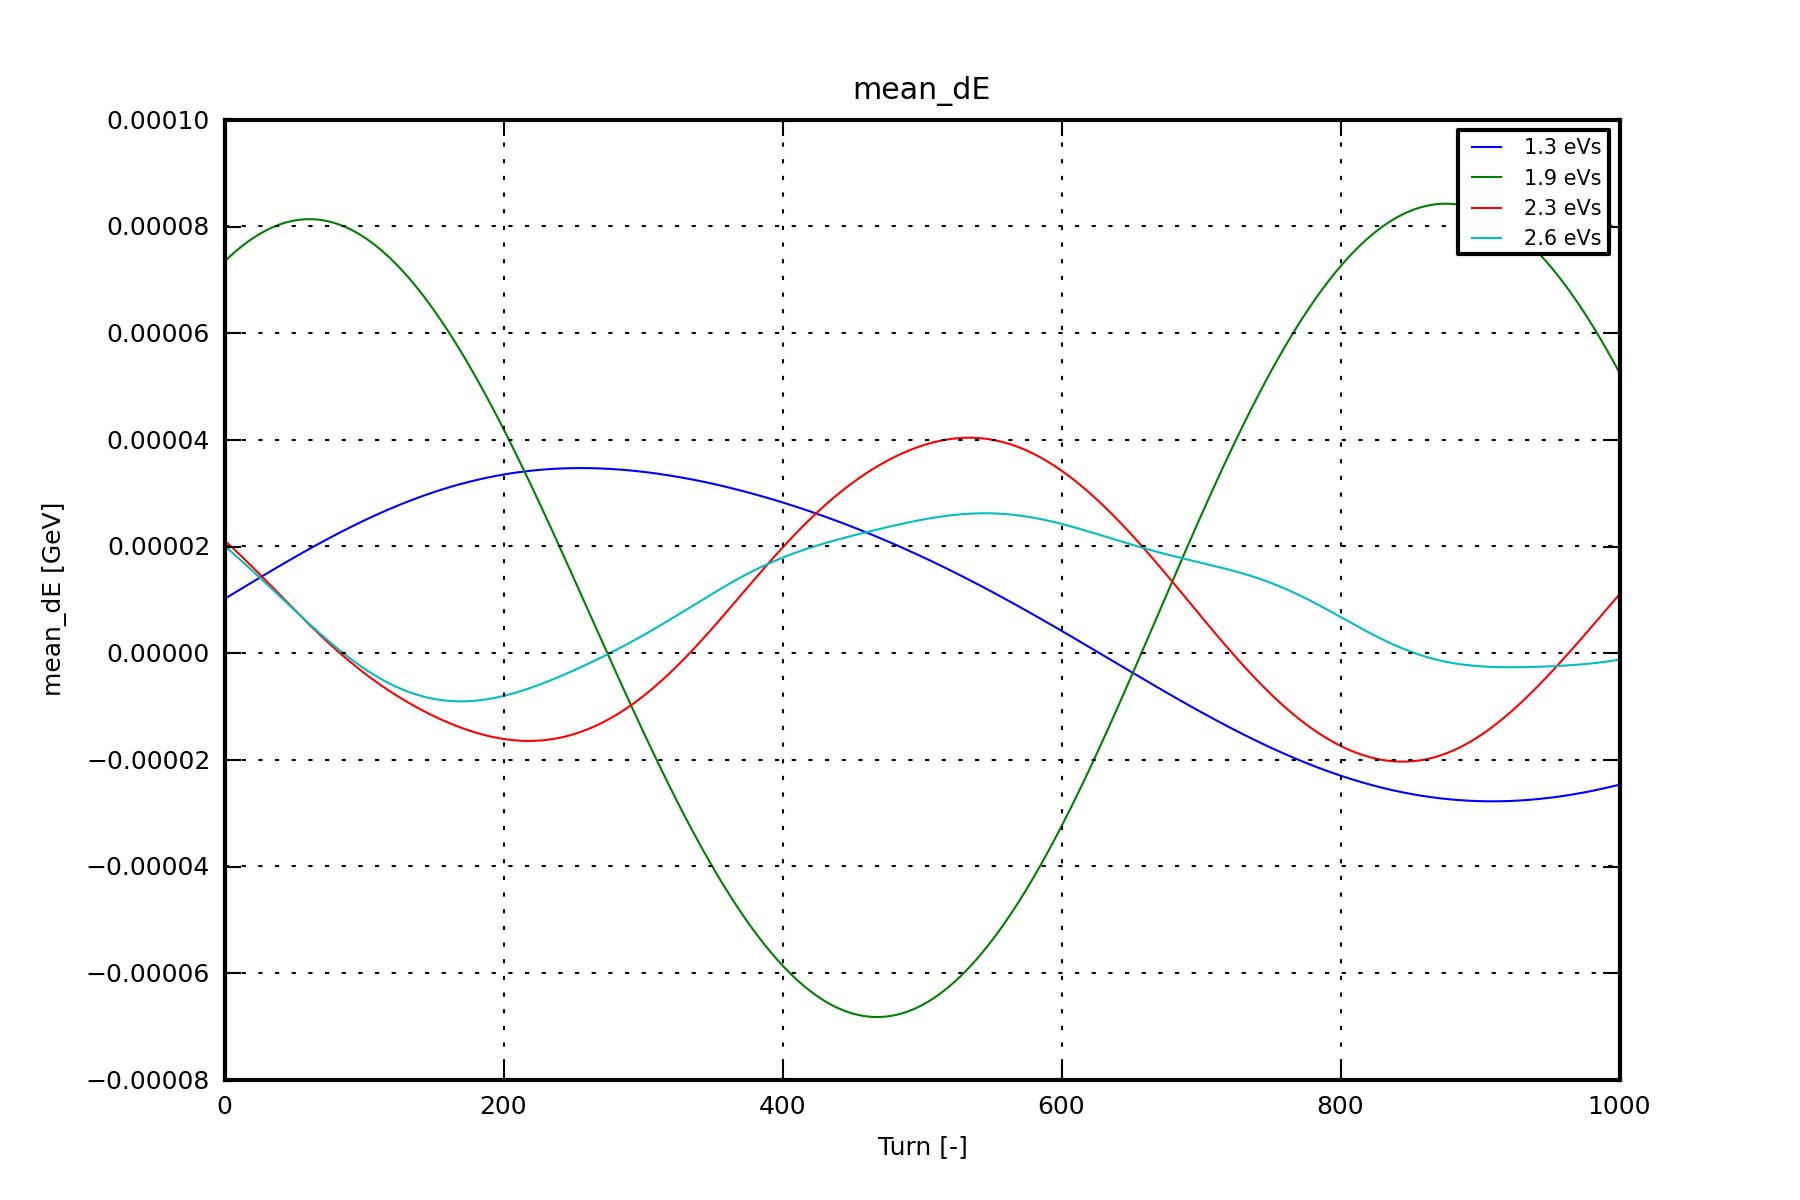 mean_dE
0.00010
0.00008
0.00006
0.00004
0.00002
0.00000
−0.00002
−0.00004
−0.00006
−0.00008
mean_dE [GeV]
1.3 eVs
1.9 eVs
2.3 eVs
2.6 eVs
0 200 400 600 800 1000
Turn [-]